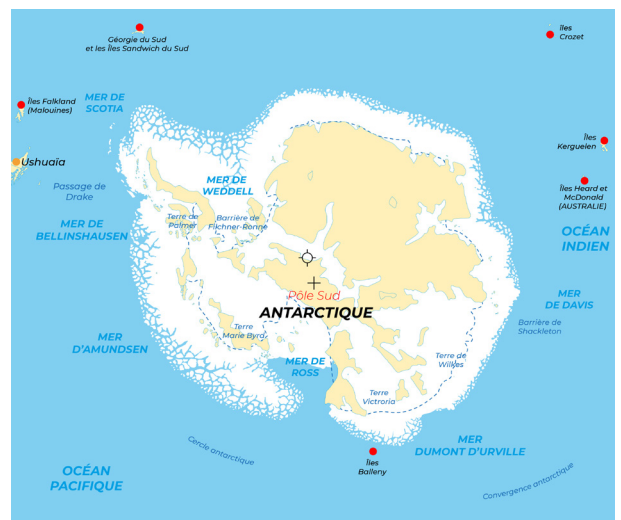 Îles
Crozet
Géorgie du Sud
et les Îles Sandwich du Sud
MER DE
SCOTIA
Îles Falkland
(Malouines)
Îles
Kerguelen
Ushuaïa
Passage de
Drake
MER DE
WEDDELL
Îles Heard et
McDonald
(AUSTRALIE)
MER DE
BELLINSHAUSEN
Terre de
Palmer
Barrière de
Filchner-Ronne
OCÉAN
INDIEN
Pôle Sud
ANTARCTIQUE
MER
DE DAVIS
Barrière de
Shackleton
MER
D'AMUNDSEN
Terre
Marie Byrd
MER DE
ROSS
Terre de
Wilkes
Terre
Victroria
Cercle antarctique
MER
DUMONT D'URVILLE
Îles
Balleny
OCÉAN
PACIFIQUE
Convergence antarctique